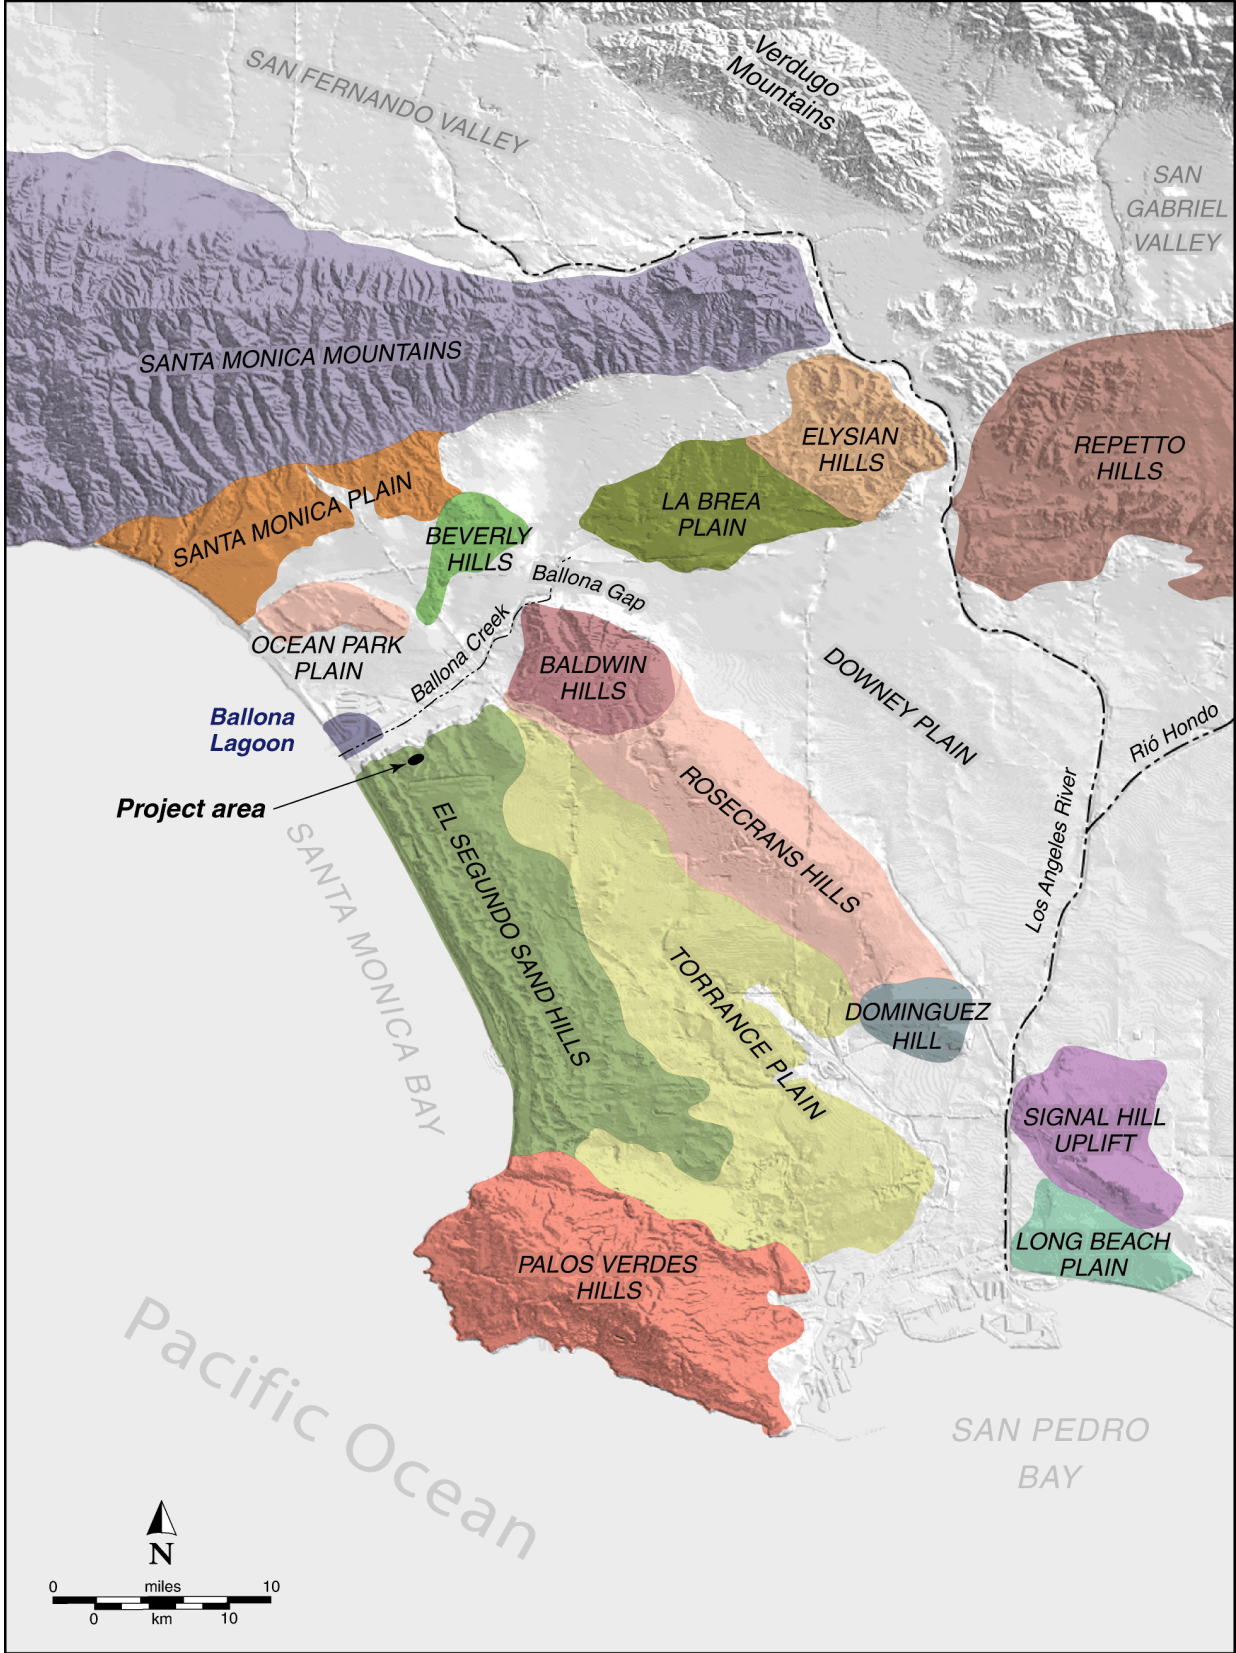 Verdugo
Mountains
SAN FERNANDO VALLEY
SAN
GABRIEL
VALLEY
SANTA MONICA MOUNTAINS
ELYSIAN
HILLS
REPETTO
HILLS
SANTA MONICA PLAIN
LA BREA
PLAIN
BEVERLY
HILLS
Ballona Gap
OCEAN PARK
PLAIN
Ballona Creek
BALDWIN
HILLS
DOWNEY PLAIN
Ballona
Lagoon
Rió Hondo
Project area
ROSECRANS HILLS
Los Angeles River
EL SEGUNDO SAND HILLS
SANTA MONICA BAY
TORRANCE PLAIN
DOMINGUEZ
HILL
SIGNAL HILL
UPLIFT
LONG BEACH
PLAIN
PALOS VERDES
HILLS
Pacific Ocean
SAN PEDRO
BAY
N
0 miles 10
0 km 10